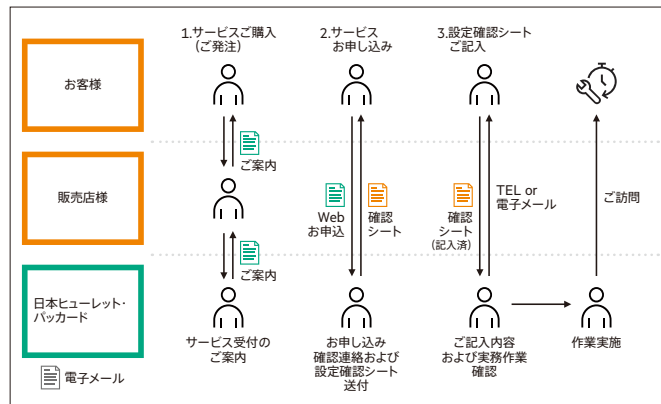 1.サービスご購入
(ご発注)
2.サービス
お申し込み
3.設定確認シート
ご記入
お客様
ご案内
販売店様
Web
お申込
確認
シート
確認
シート
(記入済)
TEL or
電子メール
ご訪問
ご案内
日本ヒューレット・
パッカード
サービス受付の
ご案内
お申し込み
確認連絡および
設定確認シート
送付
ご記入内容
および実務作業
確認
作業実施
電子メール